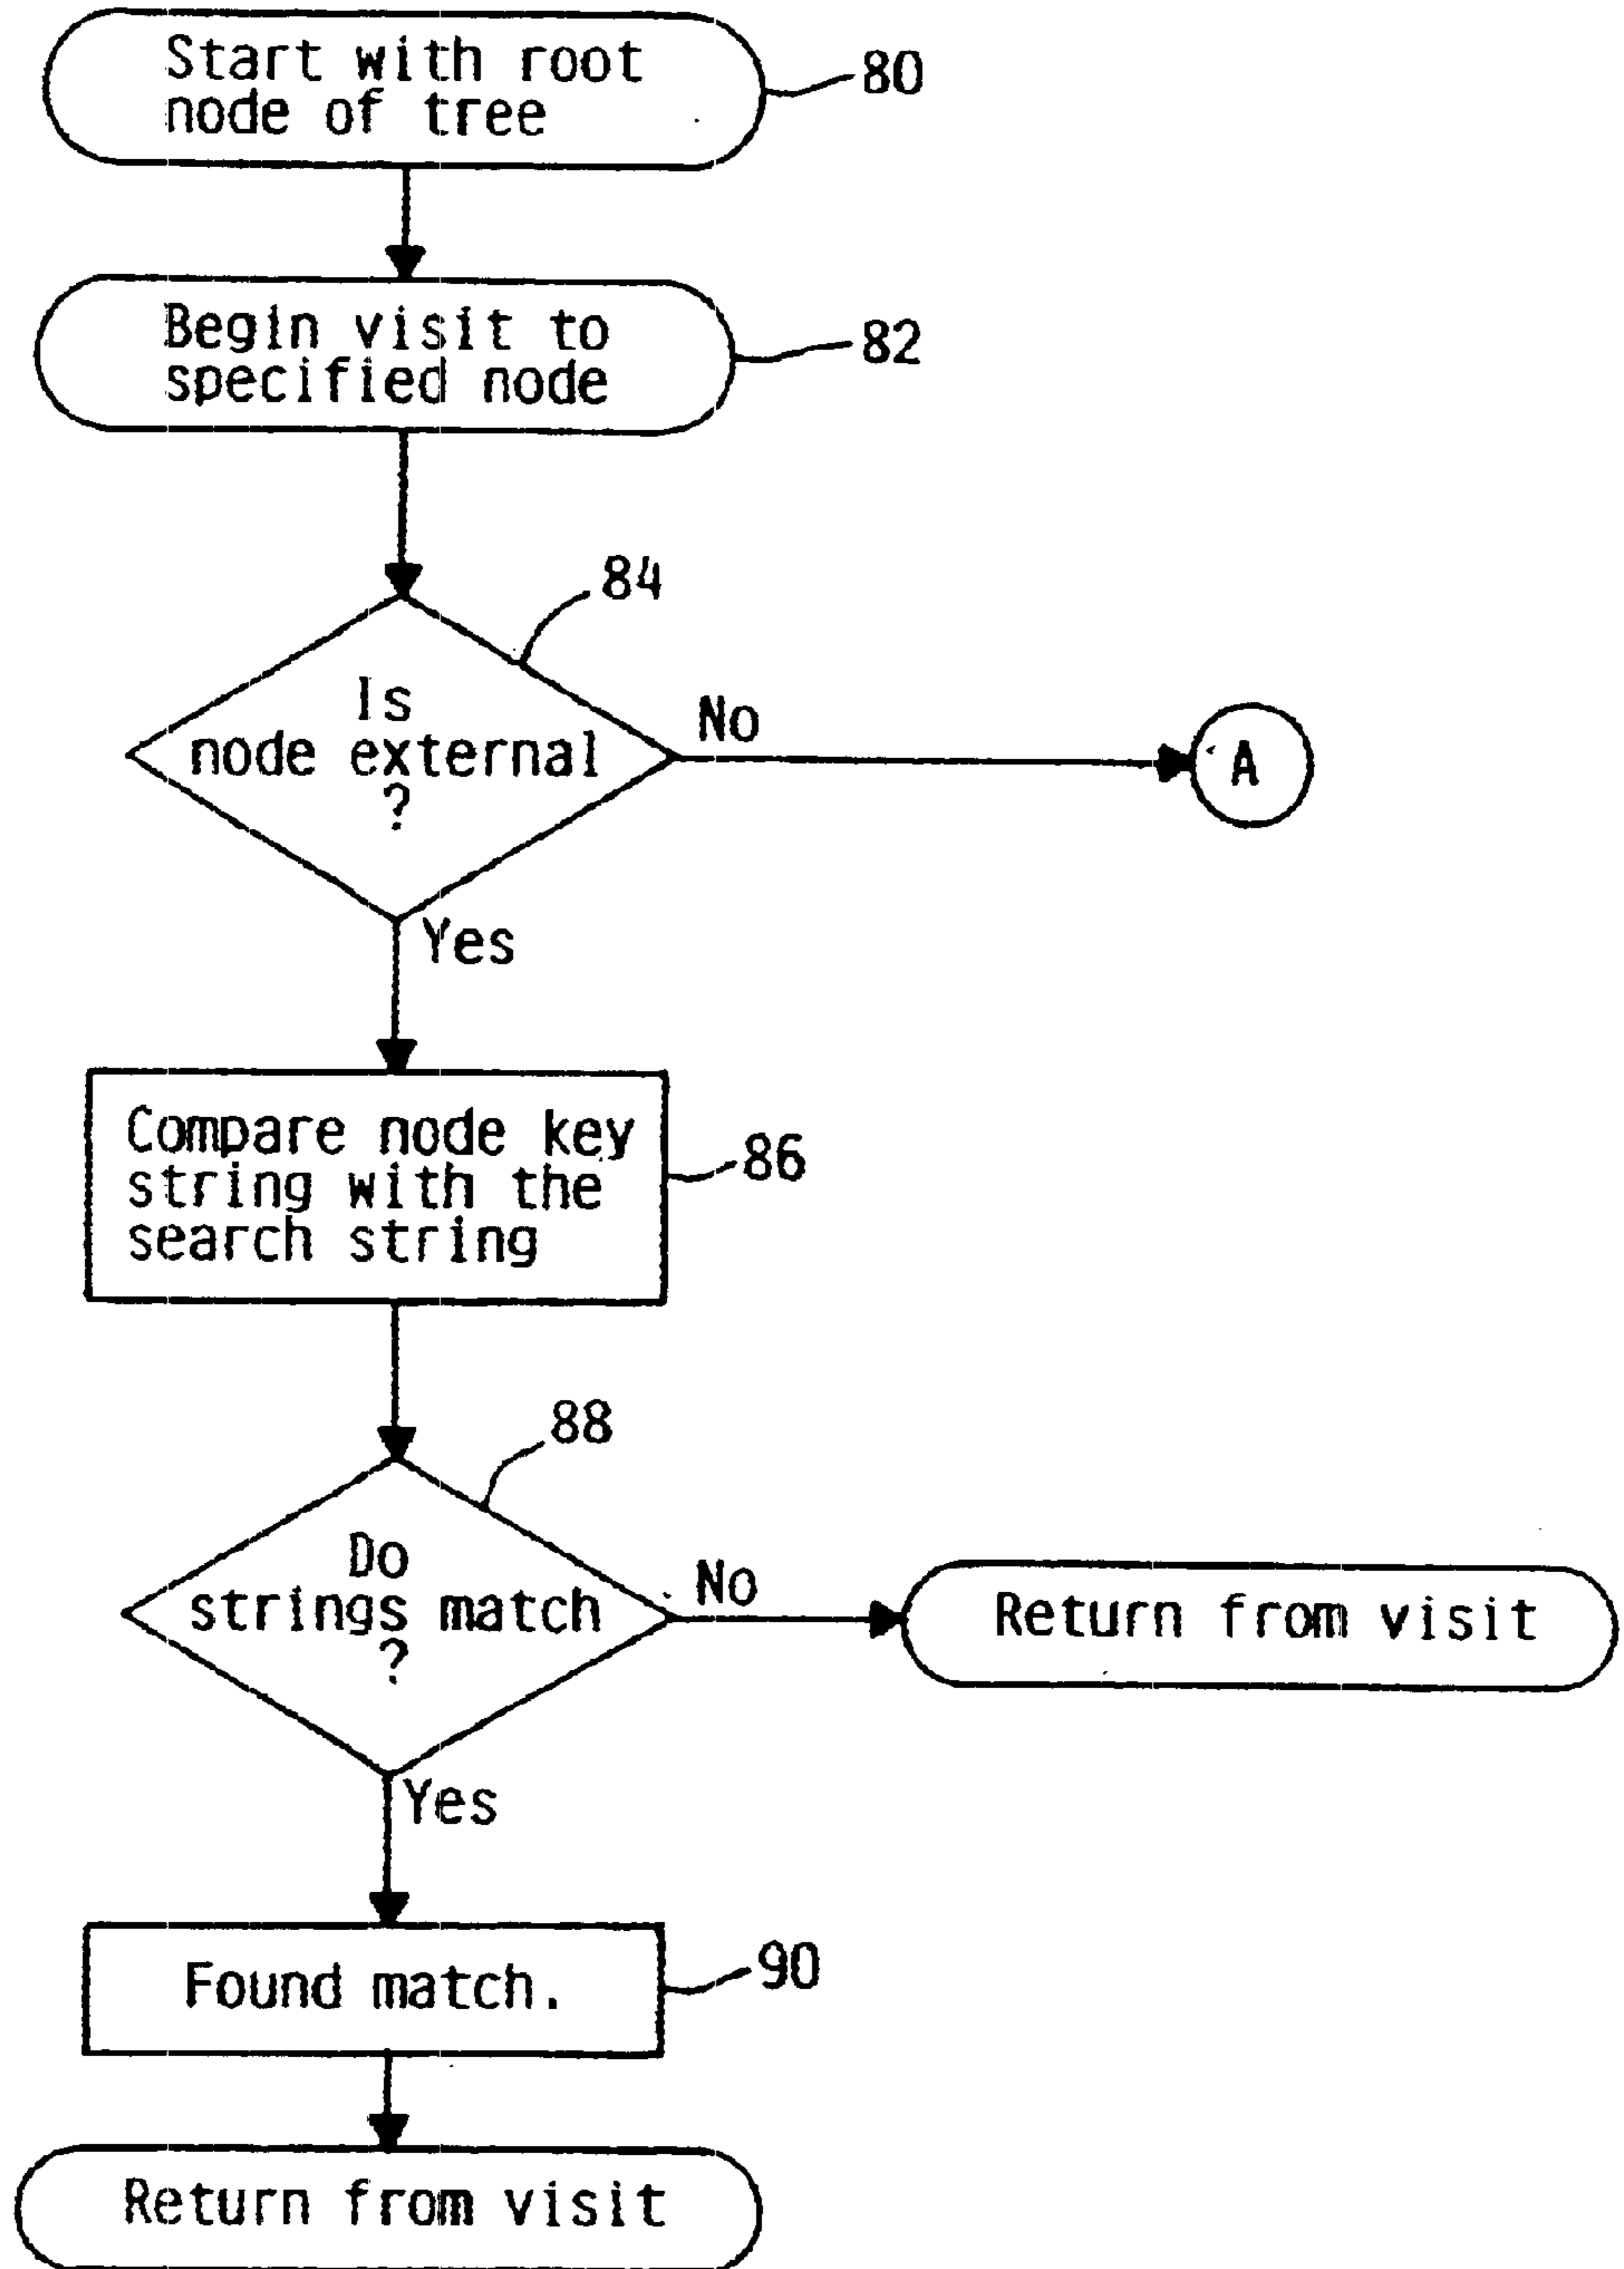 Start with root
node of tree
80
Begin visit to
specified node
82
84
Is
node external
?
No
A
Yes
Compare node key
string with the
search string
86
88
Do
strings match
?
No
Return from visit
Yes
Found match.
90
Return from visit